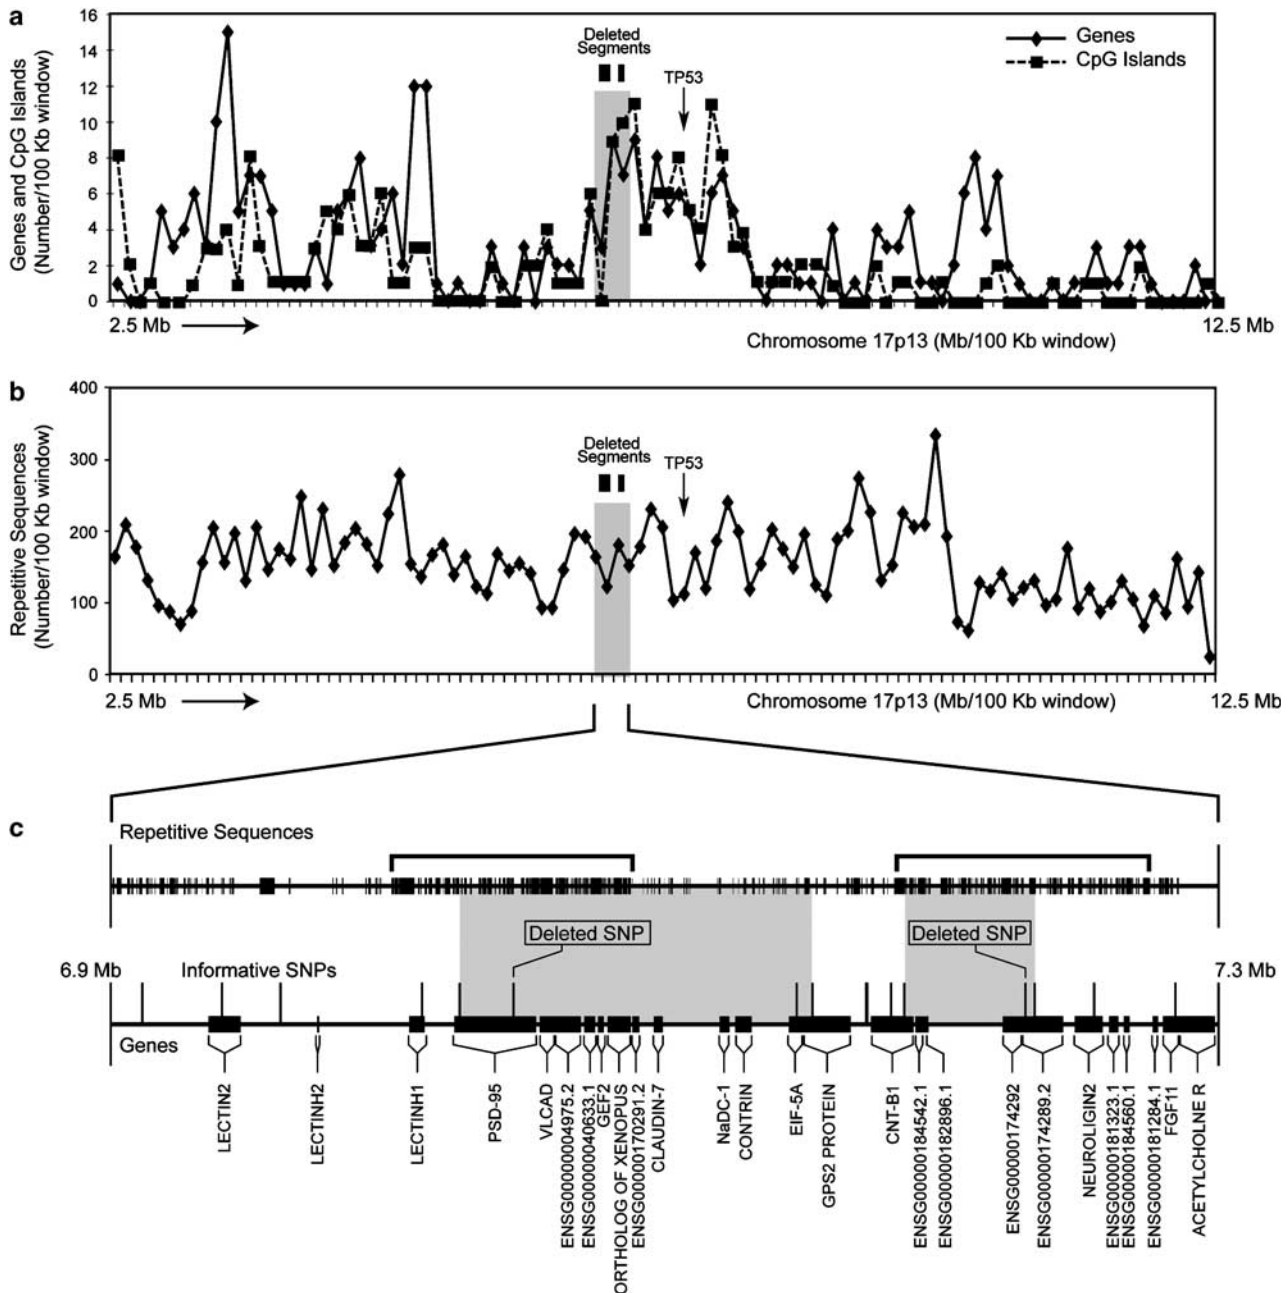 a
16
14
12
10
8
6
4
2
0
Genes and CpG Islands
(Number/100 Kb window)
Deleted
Segments
TP53
Genes
CpG Islands
2.5 Mb
Chromosome 17p13 (Mb/100 Kb window)
12.5 Mb
b
400
300
200
100
0
Repetitive Sequences
(Number/100 Kb window)
Deleted
Segments
TP53
2.5 Mb
Chromosome 17p13 (Mb/100 Kb window)
12.5 Mb
c
Repetitive Sequences
Deleted SNP
Deleted SNP
6.9 Mb
Informative SNPs
7.3 Mb
Genes
LECTIN2
LECTINH2
LECTINH1
PSD-95
VLCAD
ENSG00000004975.2
ENSG00000040633.1
GEF2
ORTHOLOG OF XENOPUS
ENSG00000170291.2
CLAUDIN-7
NaDC-1
CONTRIN
EIF-5A
GPS2 PROTEIN
CNT-B1
ENSG00000184542.1
ENSG00000182896.1
ENSG00000174292
ENSG00000174289.2
NEUROLIGIN2
ENSG00000181323.1
ENSG00000184560.1
ENSG00000181284.1
FGF11
ACETYLCHOLNE R